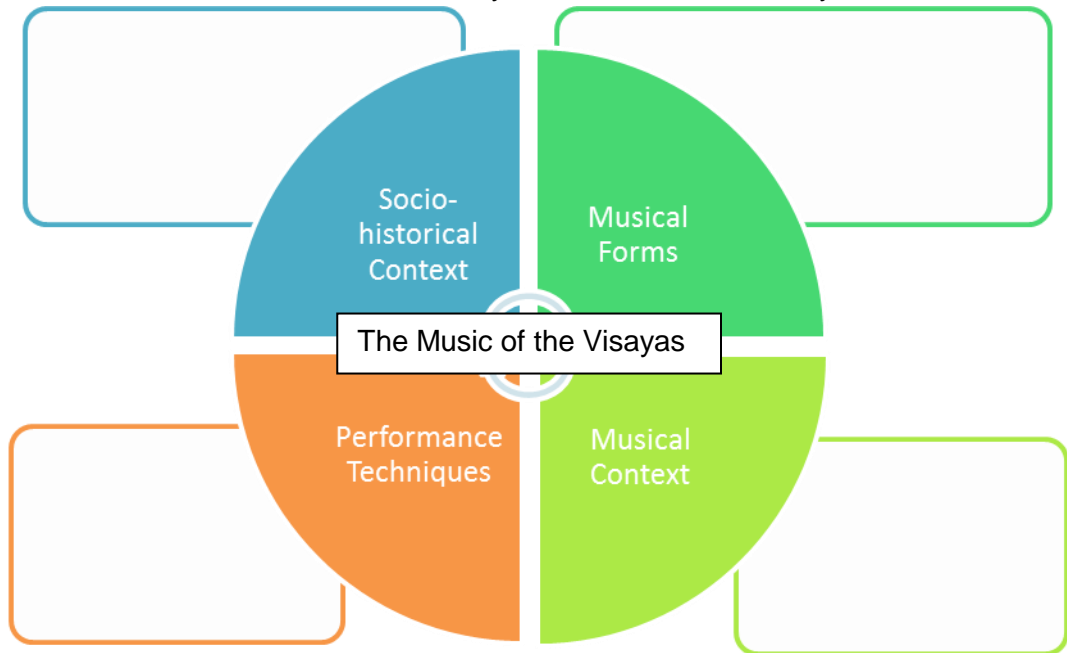 Socio-
historical
Context
Musical
Forms
The Music of the Visayas
Performance
Techniques
Musical
Context